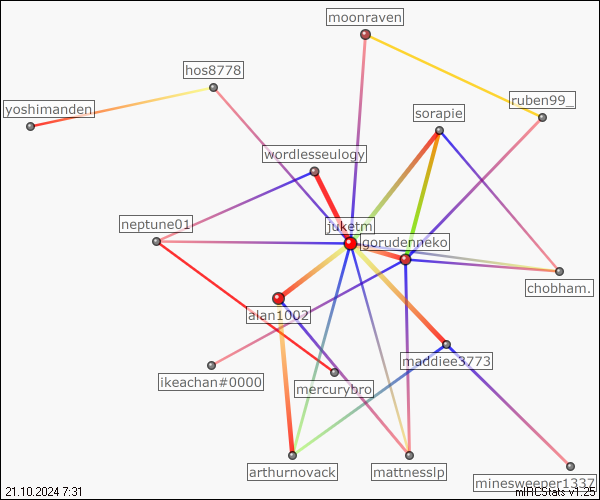 moonraven
hos8778
yoshimanden
ruben99_
sorapie
wordlesseulogy
neptune01
juketm
gorudenneko
chobham.
alan1002
maddiee3773
ikeachan#0000
mercurybro
arthurnovack
mattnesslp
minesweeper1337
21.10.2024 7:31
mIRCStats v1.25